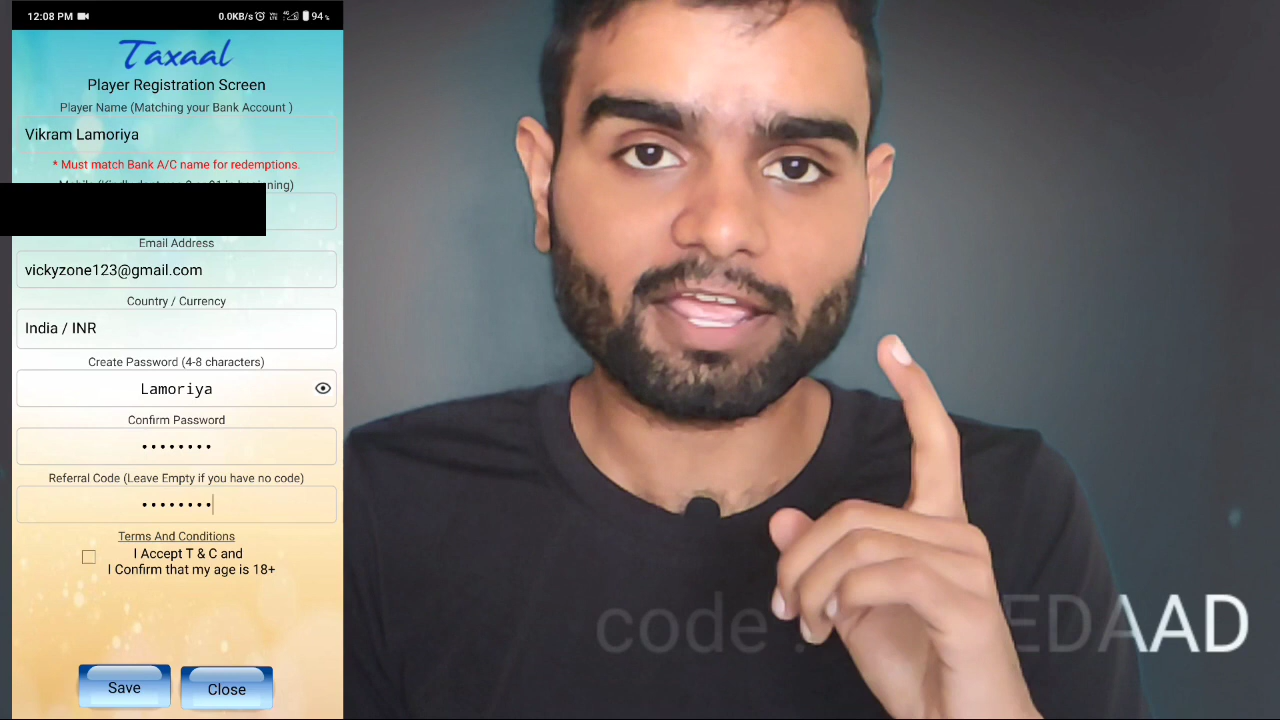 12:08 PM 0.0KB/s 4G 94%
Taxaal
Player Registration Screen
Player Name (Matching your Bank Account )
Vikram Lamoriya
* Must match Bank A/C name for redemptions.
Email Address
vickyzone123@gmail.com
Country / Currency
India / INR
Create Password (4-8 characters)
Lamoriya
Confirm Password
••••••••
Referral Code (Leave Empty if you have no code)
••••••••
Terms And Conditions
I Accept T & C and
I Confirm that my age is 18+
Save
Close
code : EDAAD